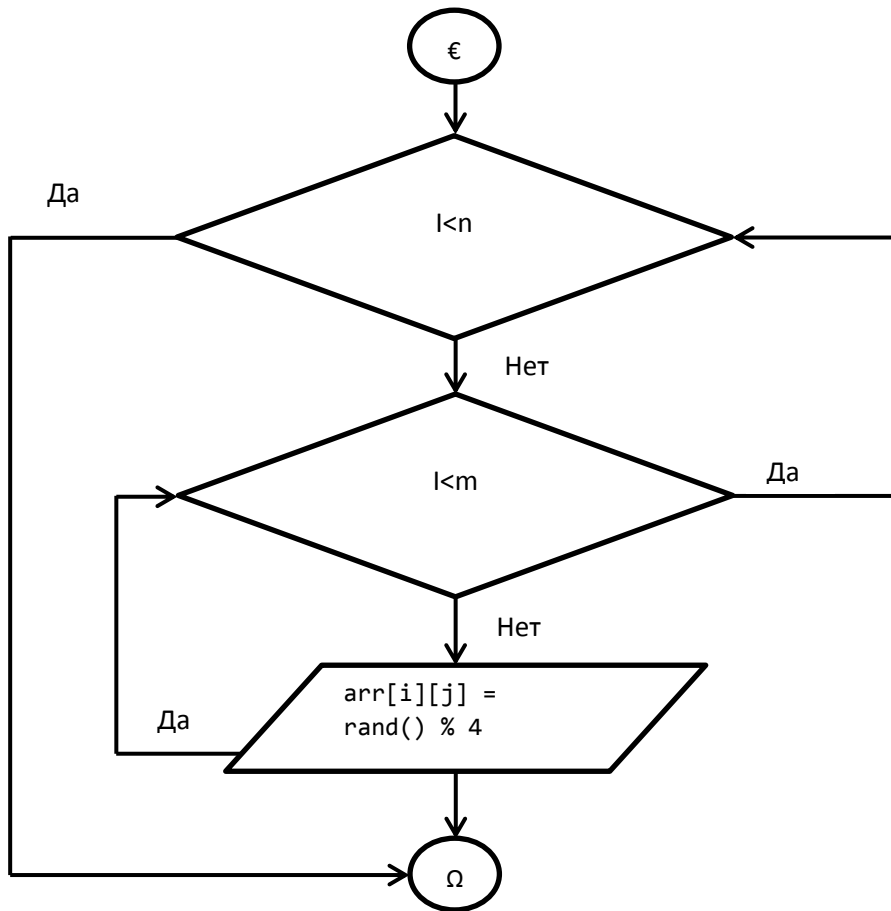 €
Да
I<n
Нет
I<m
Да
Нет
arr[i][j] =
rand() % 4
Да
Ω